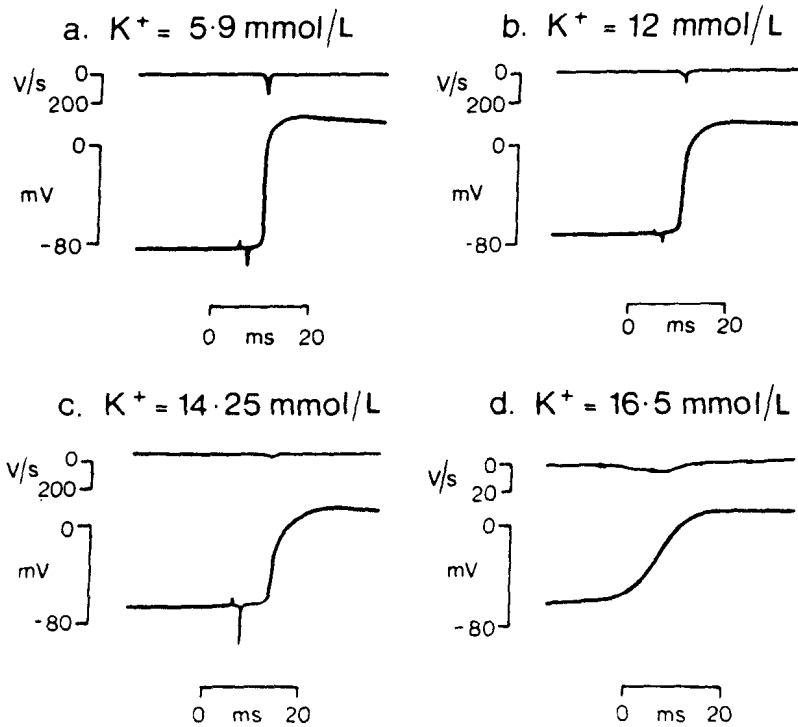 a. K⁺ = 5·9 mmol/L
V/s
0
200
0
mV
-80
0 ms 20
b. K⁺ = 12 mmol/L
0
200
0
-80
0 ms 20
c. K⁺ = 14·25 mmol/L
V/s
0
200
0
mV
-80
0 ms 20
d. K⁺ = 16·5 mmol/L
V/s
0
20
0
mV
-80
0 ms 20